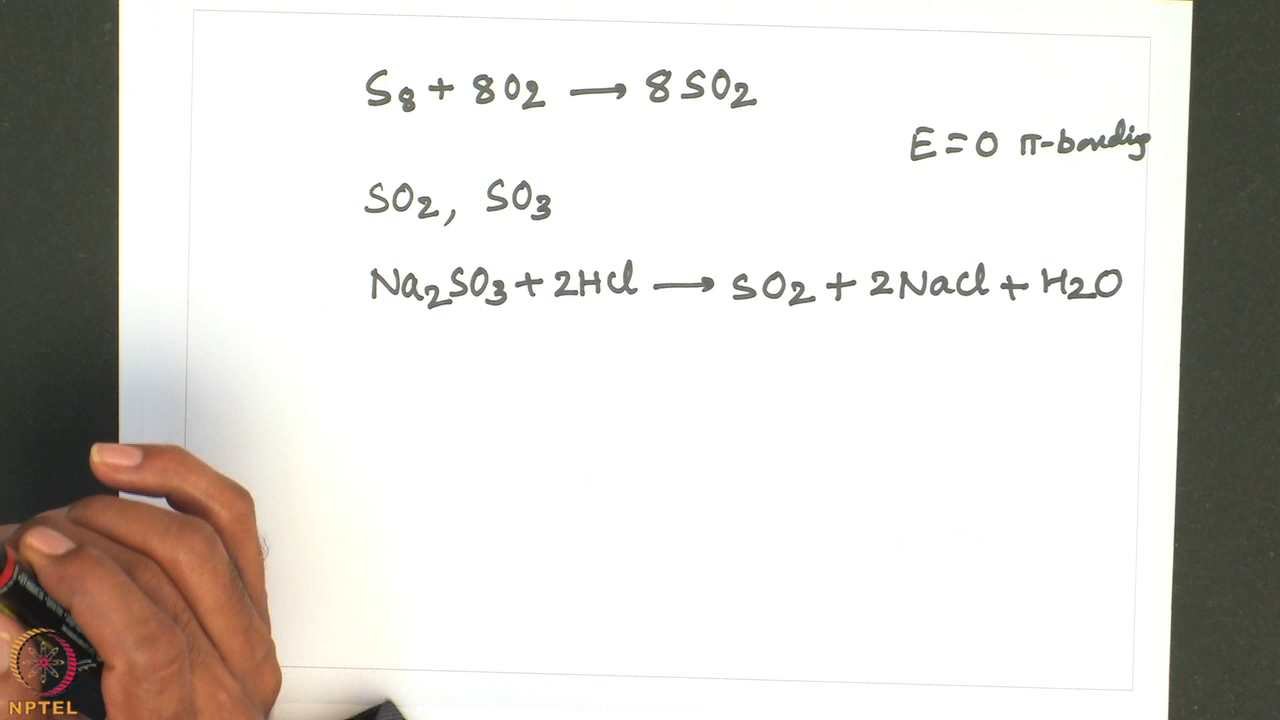 S₈ + 8O₂ ⟶ 8SO₂
E=O π-bonding
SO₂, SO₃
Na₂SO₃ + 2HCl ⟶ SO₂ + 2NaCl + H₂O
NPTEL